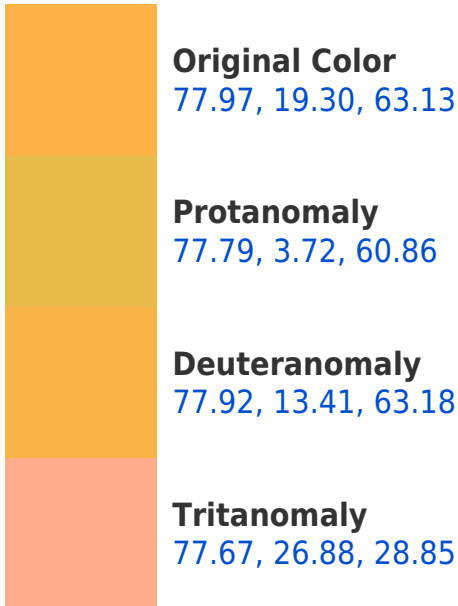 Original Color
77.97, 19.30, 63.13
Protanomaly
77.79, 3.72, 60.86
Deuteranomaly
77.92, 13.41, 63.18
Tritanomaly
77.67, 26.88, 28.85